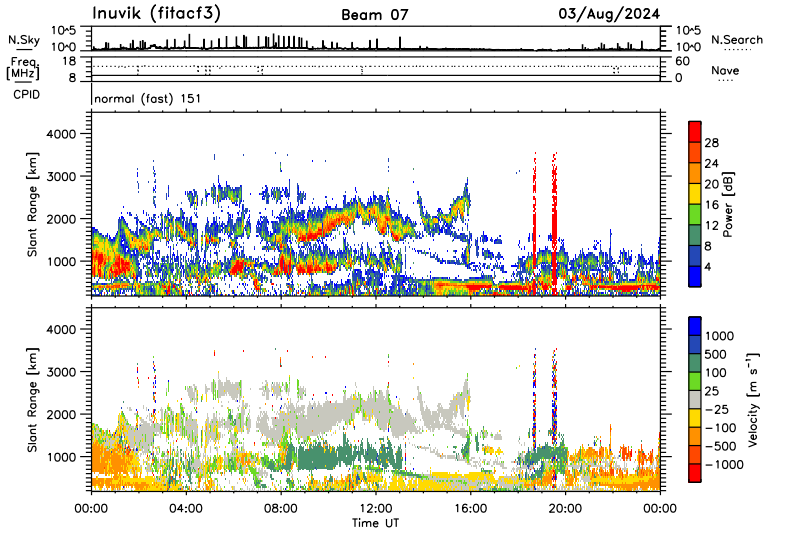 Inuvik (fitacf3) Beam 07 03/Aug/2024
N.Sky 10^5 10^0 10^5 10^0 N.Search
Freq. [MHz] 18 8 60 0 Nave
CPID normal (fast) 151
Slant Range [km] 4000 3000 2000 1000
Power [dB] 28 24 20 16 12 8 4
Slant Range [km] 4000 3000 2000 1000
Velocity [m s⁻¹] 1000 500 100 25 −25 −100 −500 −1000
00:00 04:00 08:00 12:00 16:00 20:00 00:00
Time UT